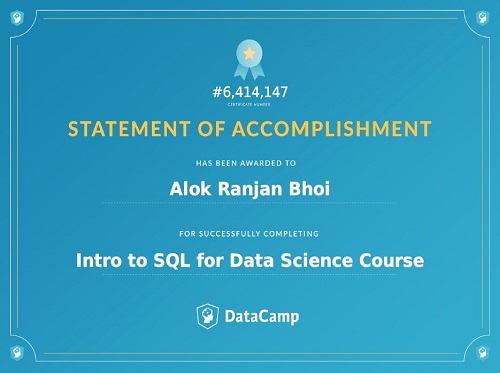 #6,414,147
CERTIFICATE NUMBER
STATEMENT OF ACCOMPLISHMENT
HAS BEEN AWARDED TO
Alok Ranjan Bhoi
FOR SUCCESSFULLY COMPLETING
Intro to SQL for Data Science Course
DataCamp